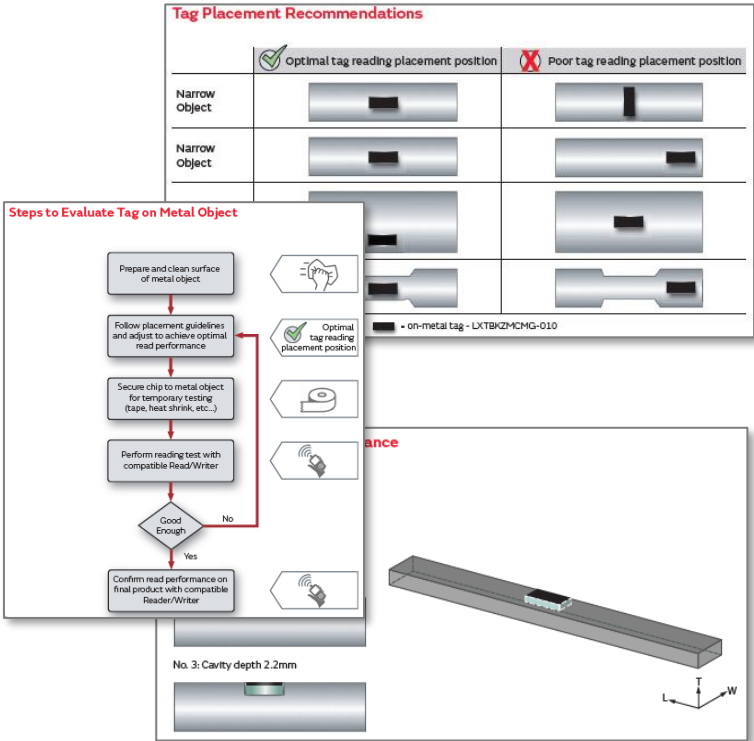 Tag Placement Recommendations
Optimal tag reading placement position
X Poor tag reading placement position
Narrow
Object
Narrow
Object
- on-metal tag - LXTBKZMCMG-010
Steps to Evaluate Tag on Metal Object
Prepare and clean surface
of metal object
Follow placement guidelines
and adjust to achieve optimal
read performance
Optimal
tag reading
placement position
Secure chip to metal object
for temporary testing
(tape, heat shrink, etc...)
Perform reading test with
compatible Read/Writer
Good
Enough
No
Yes
Confirm read performance on
final product with compatible
Reader/Writer
ance
No. 3: Cavity depth 2.2mm
T
L
W